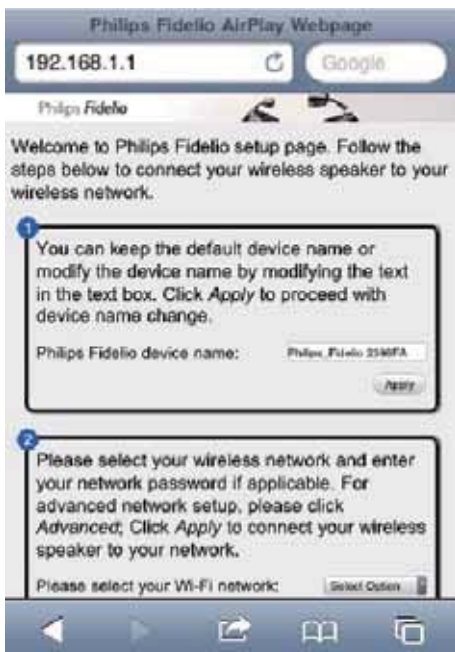 Philips Fidelio AirPlay Webpage
192.168.1.1
Google
Philips Fidelio
Welcome to Philips Fidelio setup page. Follow the
steps below to connect your wireless speaker to your
wireless network.
1
You can keep the default device name or
modify the device name by modifying the text
in the text box. Click Apply to proceed with
device name change.
Philips Fidelio device name:
Philips_Fidelio
Apply
2
Please select your wireless network and enter
your network password if applicable. For
advanced network setup, please click
Advanced; Click Apply to connect your wireless
speaker to your network.
Please select your Wi-Fi network:
Select Option